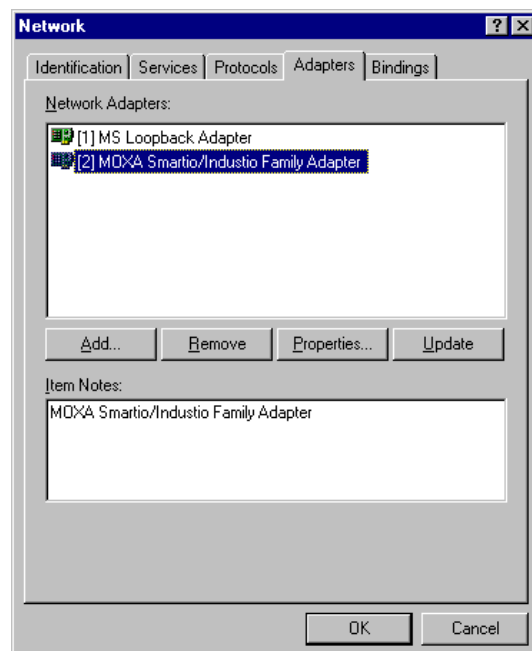 Network
Identification Services Protocols Adapters Bindings
Network Adapters:
[1] MS Loopback Adapter
[2] MOXA Smartio/Industio Family Adapter
Add... Remove Properties... Update
Item Notes:
MOXA Smartio/Industio Family Adapter
OK Cancel